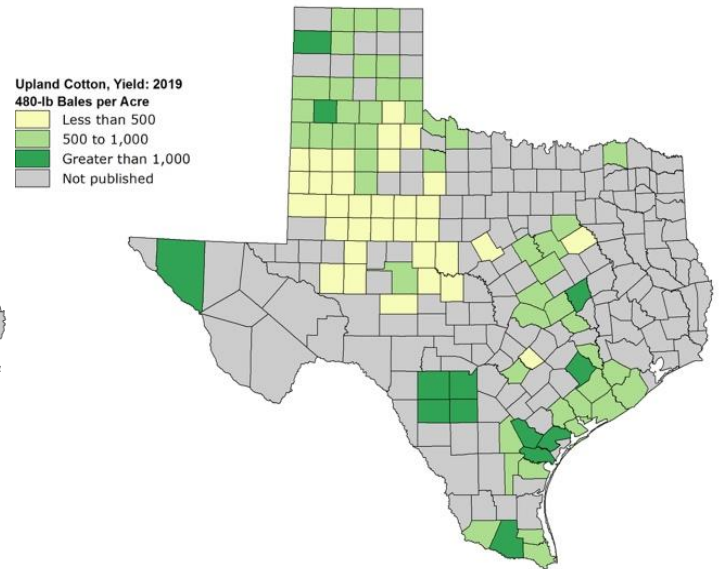 Upland Cotton, Yield: 2019
480-lb Bales per Acre
Less than 500
500 to 1,000
Greater than 1,000
Not published